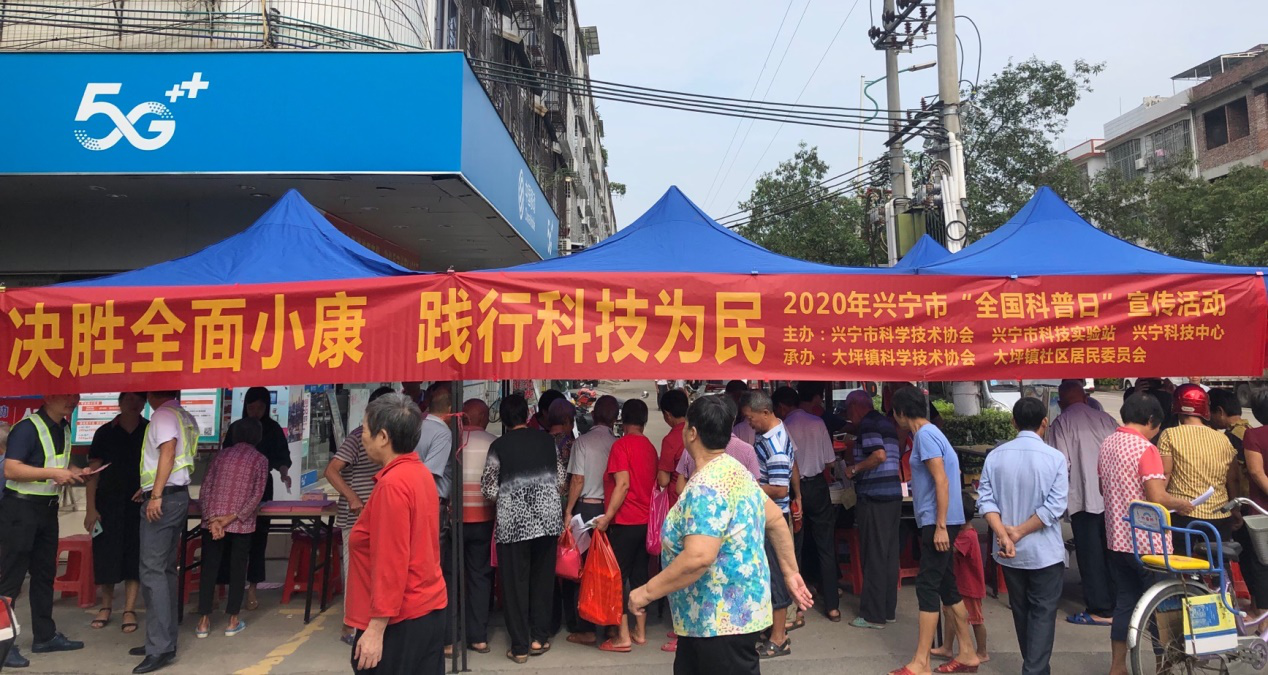 5G++
决胜全面小康 践行科技为民
2020年兴宁市“全国科普日”宣传活动
主办：兴宁市科学技术协会 兴宁市科技实验站 兴宁科技中心
承办：大坪镇科学技术协会 大坪镇社区居民委员会